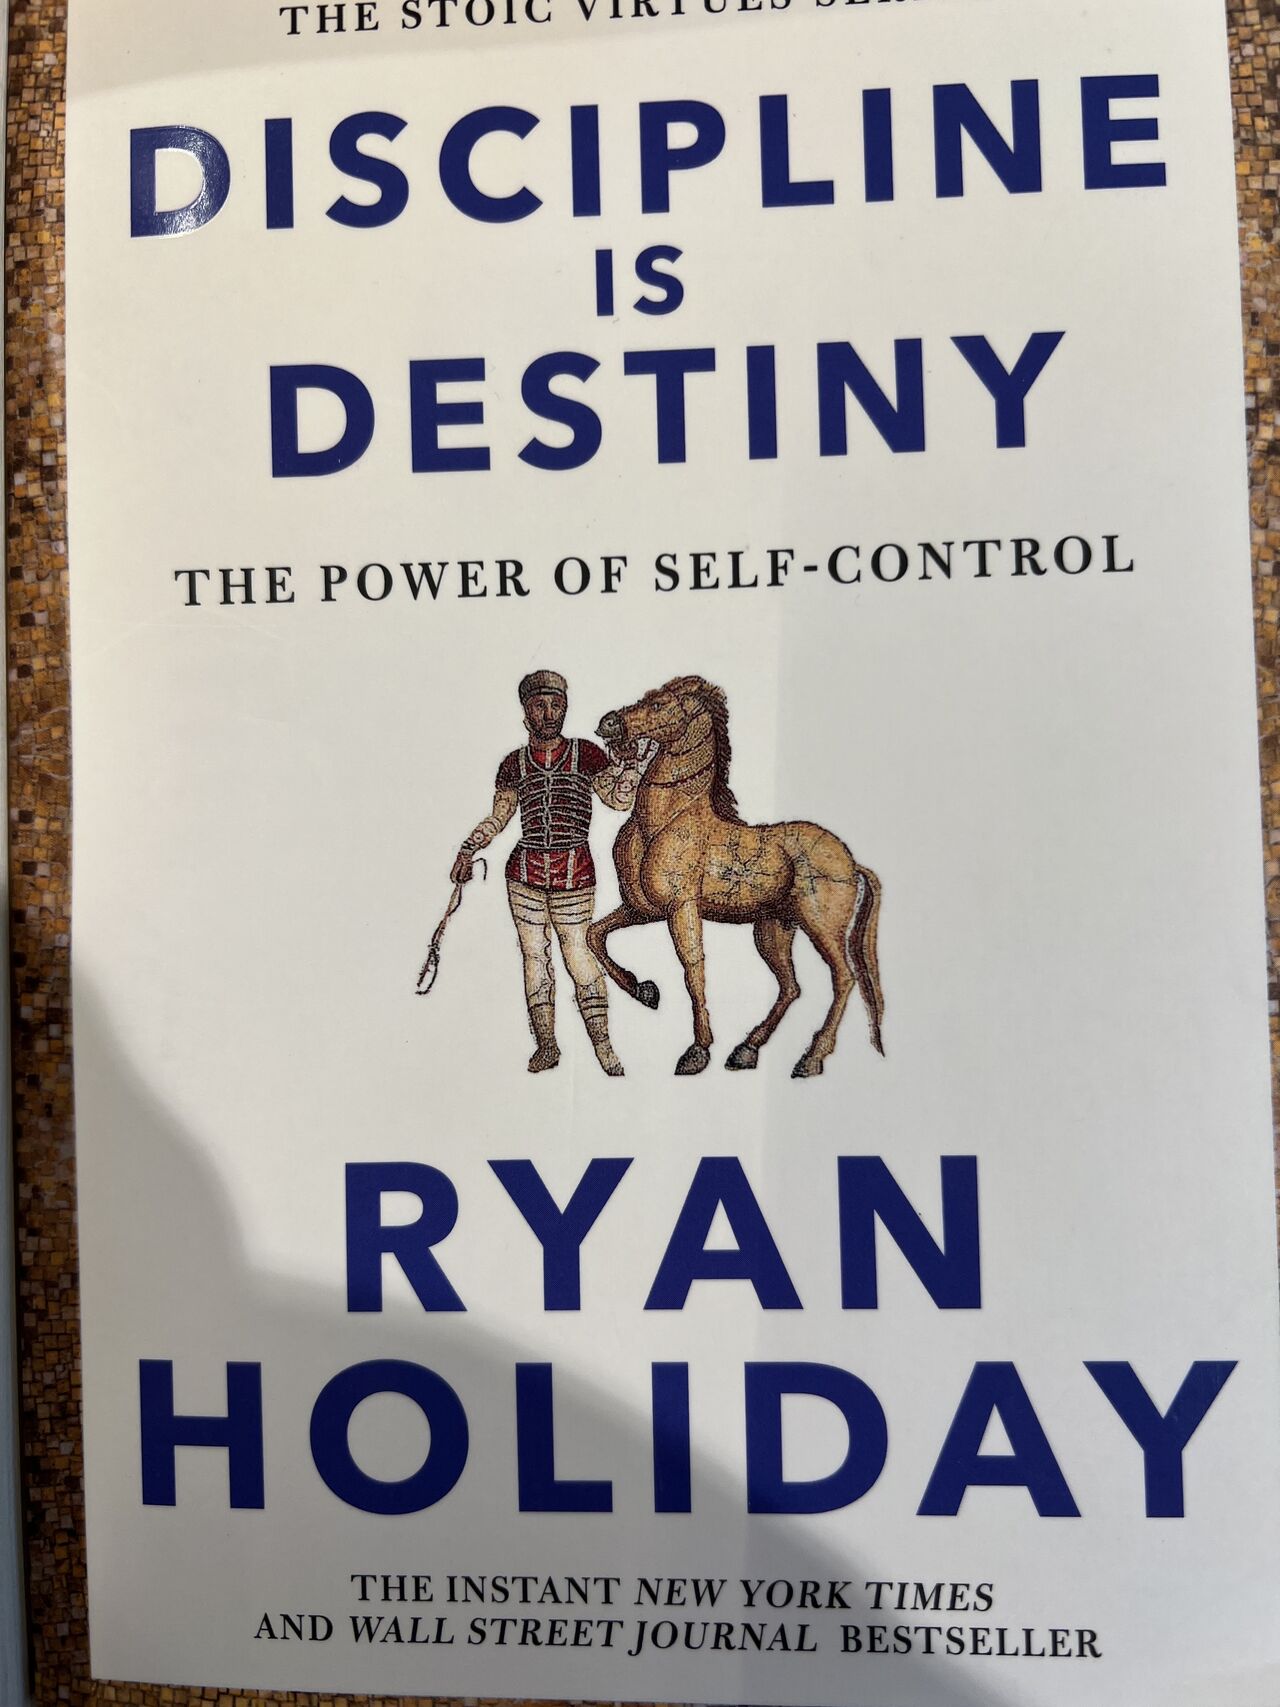 THE STOIC VIRTUES
DISCIPLINE
IS
DESTINY
THE POWER OF SELF-CONTROL
RYAN
HOLIDAY
THE INSTANT NEW YORK TIMES
AND WALL STREET JOURNAL BESTSELLER